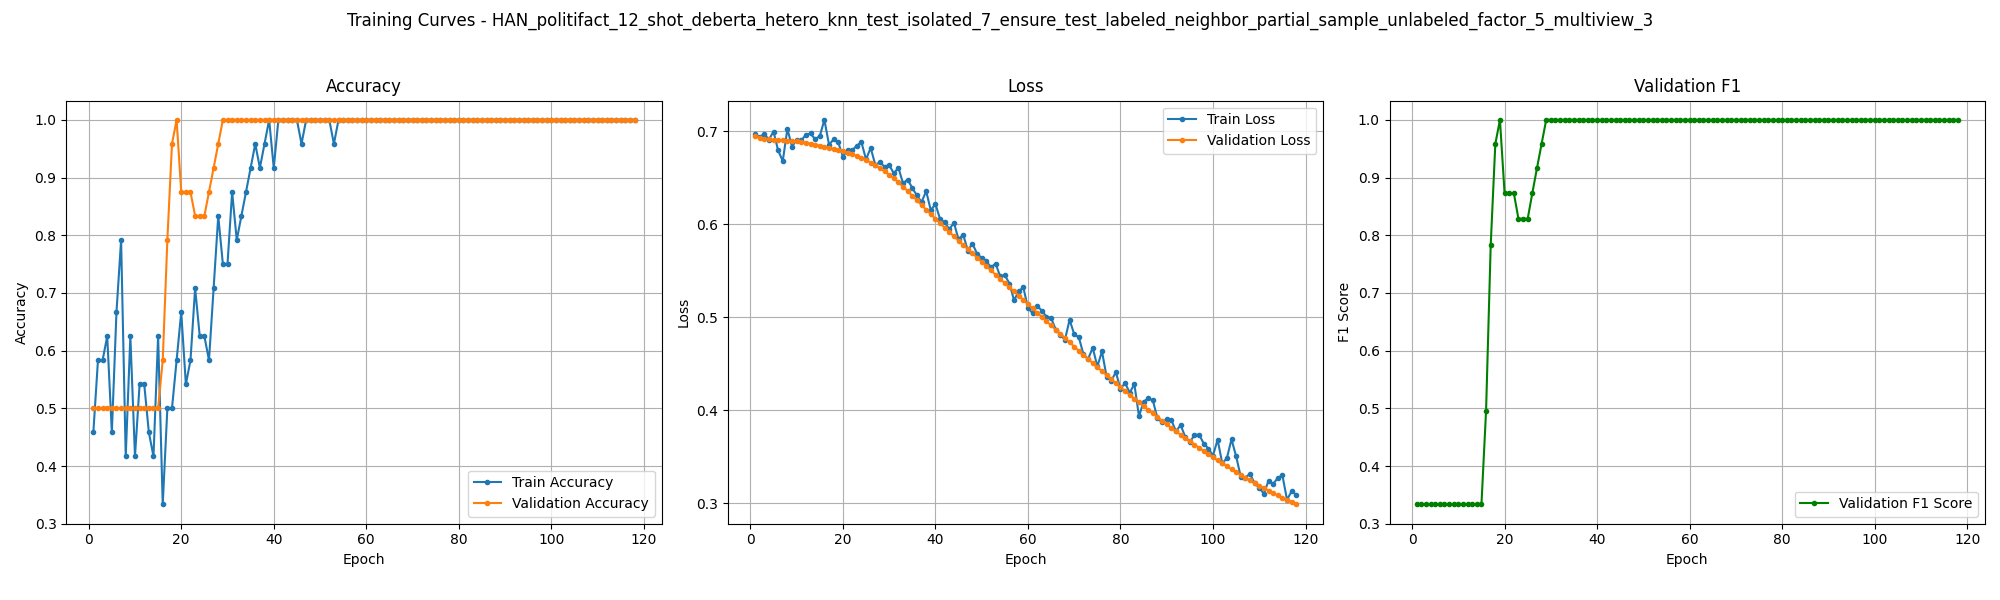 Training Curves - HAN_politifact_12_shot_deberta_hetero_knn_test_isolated_7_ensure_test_labeled_neighbor_partial_sample_unlabeled_factor_5_multiview_3
Accuracy
Accuracy
1.0
0.9
0.8
0.7
0.6
0.5
0.4
0.3
Train Accuracy
Validation Accuracy
0 20 40 60 80 100 120
Epoch
Loss
Loss
0.7
0.6
0.5
0.4
0.3
Train Loss
Validation Loss
0 20 40 60 80 100 120
Epoch
Validation F1
F1 Score
1.0
0.9
0.8
0.7
0.6
0.5
0.4
0.3
Validation F1 Score
0 20 40 60 80 100 120
Epoch